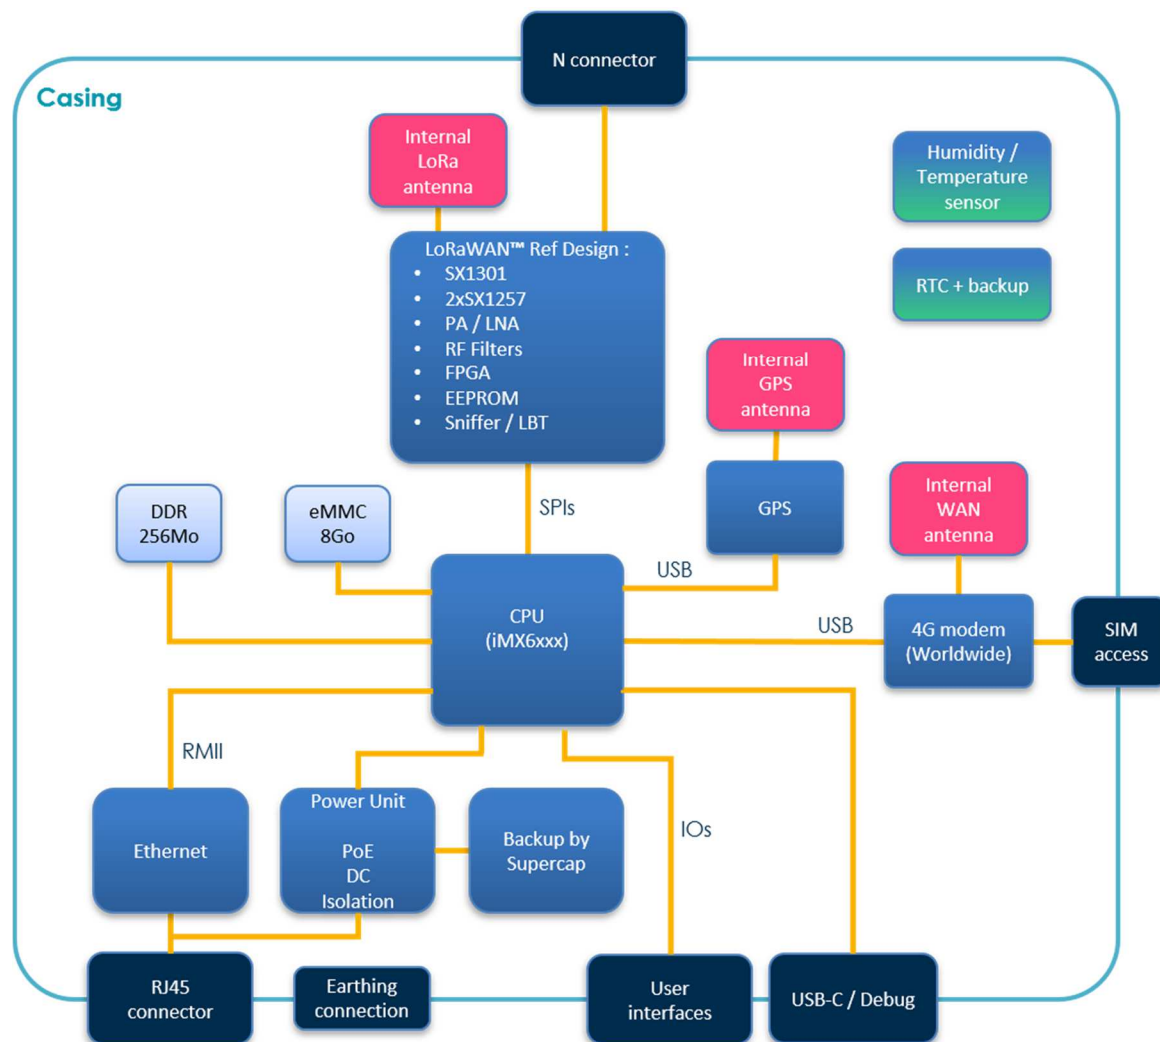 N connector
Casing
Internal
LoRa
antenna
Humidity /
Temperature
sensor
LoRaWAN™ Ref Design :
• SX1301
• 2xSX1257
• PA / LNA
• RF Filters
• FPGA
• EEPROM
• Sniffer / LBT
RTC + backup
Internal
GPS
antenna
DDR
256Mo
eMMC
8Go
SPIs
GPS
Internal
WAN
antenna
USB
CPU
(iMX6xxx)
USB
4G modem
(Worldwide)
SIM
access
RMII
Ethernet
Power Unit
PoE
DC
Isolation
Backup by
Supercap
IOs
RJ45
connector
Earthing
connection
User
interfaces
USB-C / Debug